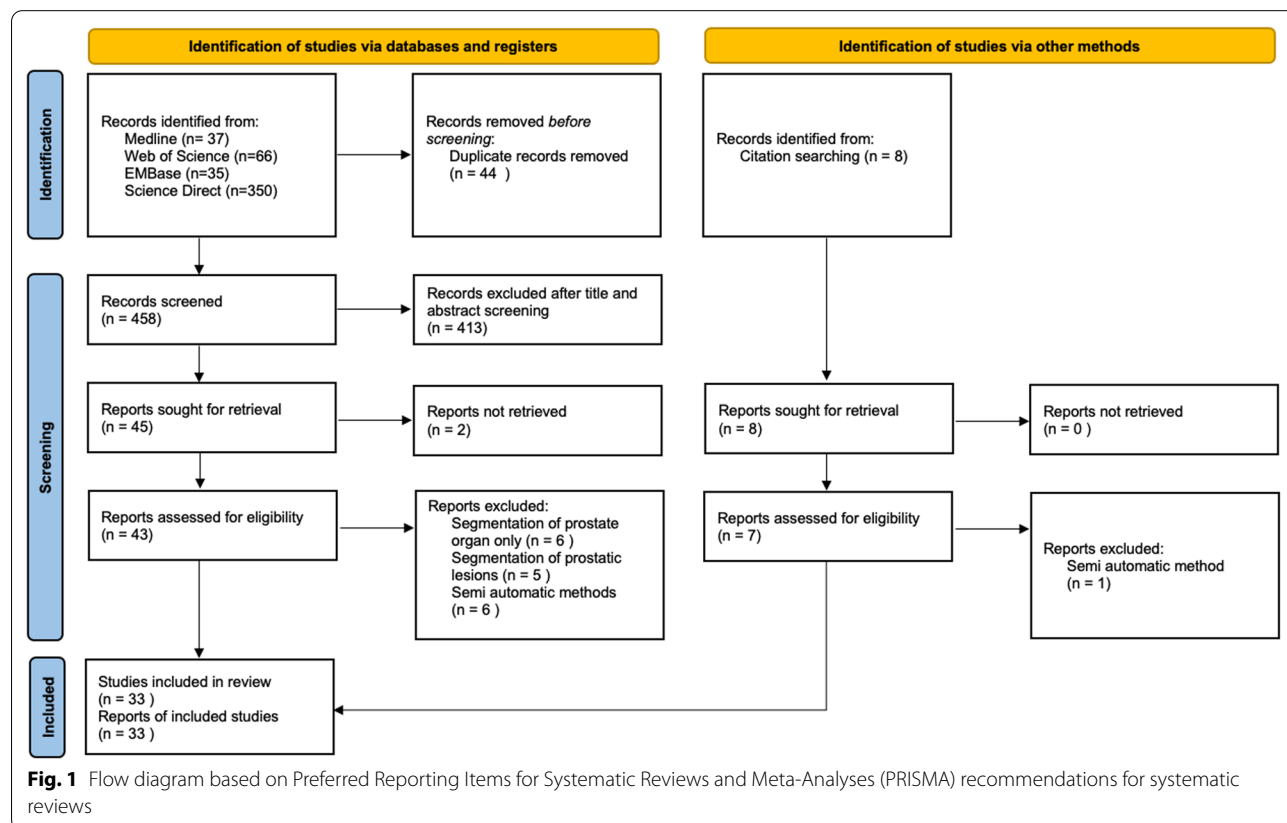 Identification of studies via databases and registers
Identification of studies via other methods
Identification
Records identified from:
Medline (n= 37)
Web of Science (n=66)
EMBase (n=35)
Science Direct (n=350)
Records removed before
screening:
Duplicate records removed
(n = 44 )
Records identified from:
Citation searching (n = 8)
Screening
Records screened
(n = 458)
Records excluded after title and
abstract screening
(n = 413)
Reports sought for retrieval
(n = 45)
Reports not retrieved
(n = 2)
Reports sought for retrieval
(n = 8)
Reports not retrieved
(n = 0 )
Reports assessed for eligibility
(n = 43)
Reports excluded:
Segmentation of prostate
organ only (n = 6 )
Segmentation of prostatic
lesions (n = 5 )
Semi automatic methods
(n = 6 )
Reports assessed for eligibility
(n = 7)
Reports excluded:
Semi automatic method
(n = 1)
Included
Studies included in review
(n = 33 )
Reports of included studies
(n = 33 )
Fig. 1 Flow diagram based on Preferred Reporting Items for Systematic Reviews and Meta-Analyses (PRISMA) recommendations for systematic
reviews